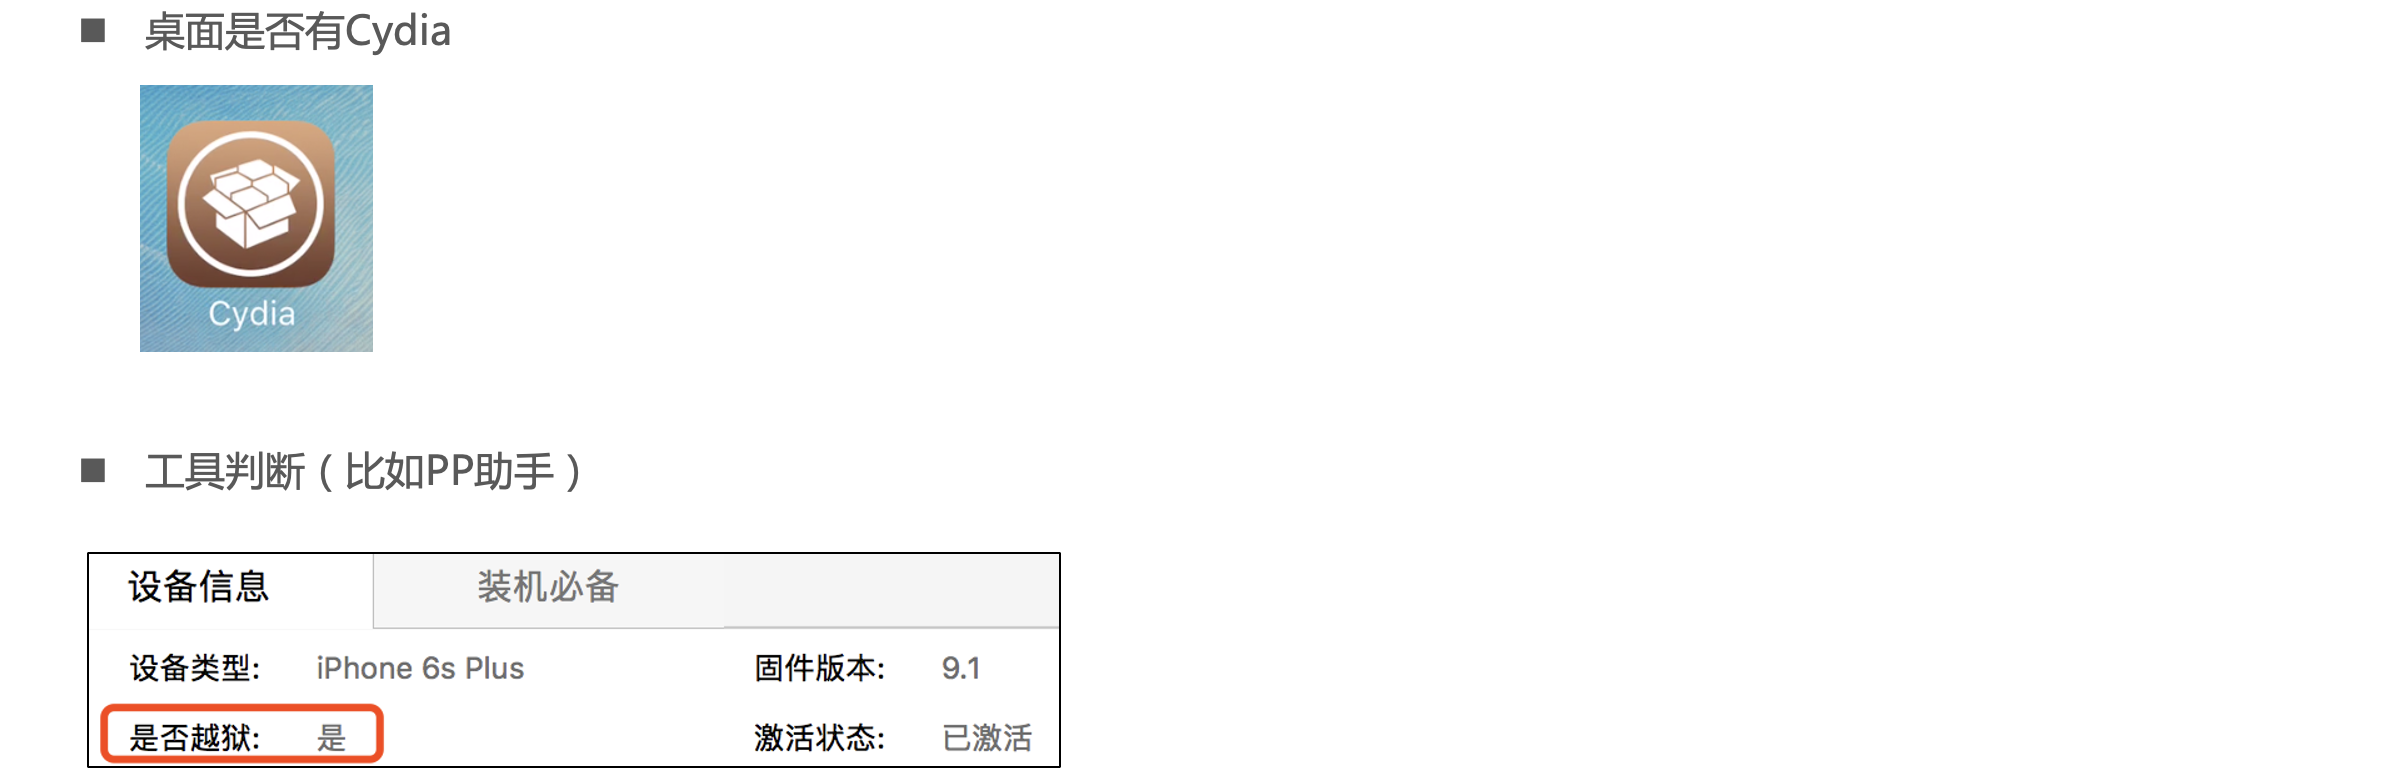 桌面是否有Cydia
Cydia
工具判断（比如PP助手）
设备信息 装机必备
设备类型: iPhone 6s Plus 固件版本: 9.1
是否越狱: 是 激活状态: 已激活